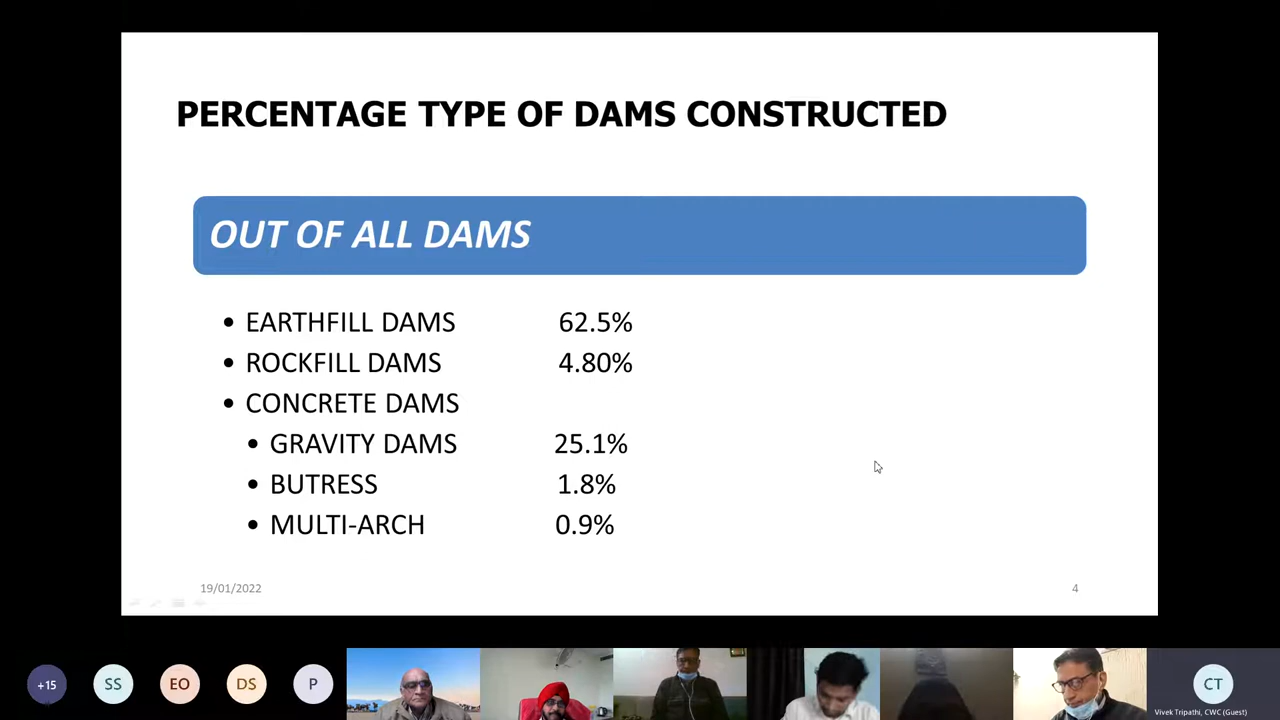 PERCENTAGE TYPE OF DAMS CONSTRUCTED
OUT OF ALL DAMS
• EARTHFILL DAMS 62.5%
• ROCKFILL DAMS 4.80%
• CONCRETE DAMS
• GRAVITY DAMS 25.1%
• BUTRESS 1.8%
• MULTI-ARCH 0.9%
19/01/2022 4
+15 SS EO DS P CT
Vivek Tripathi, CWC (Guest)